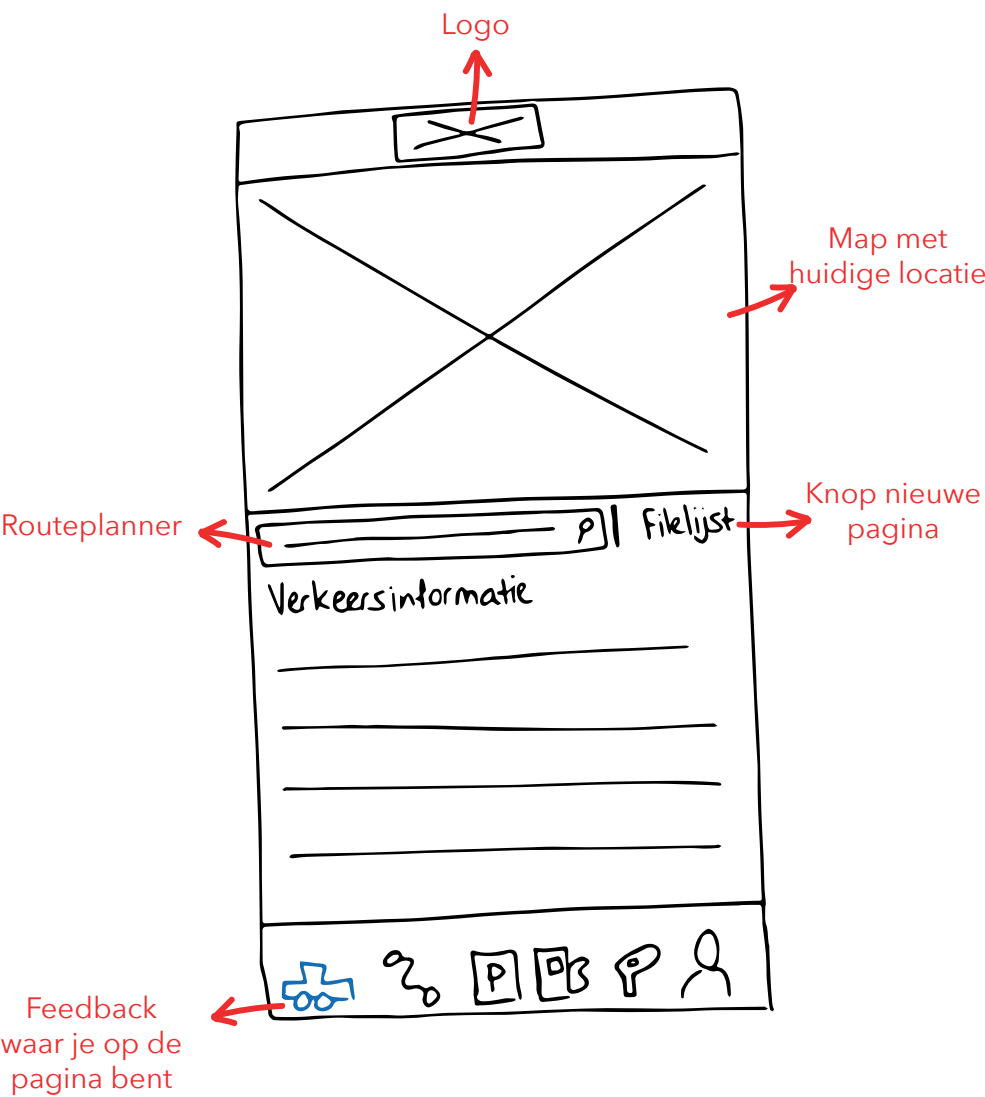 Logo
Map met
huidige locatie
Knop nieuwe
pagina
Routeplanner
Filelijst
Verkeersinformatie
P
Feedback
waar je op de
pagina bent